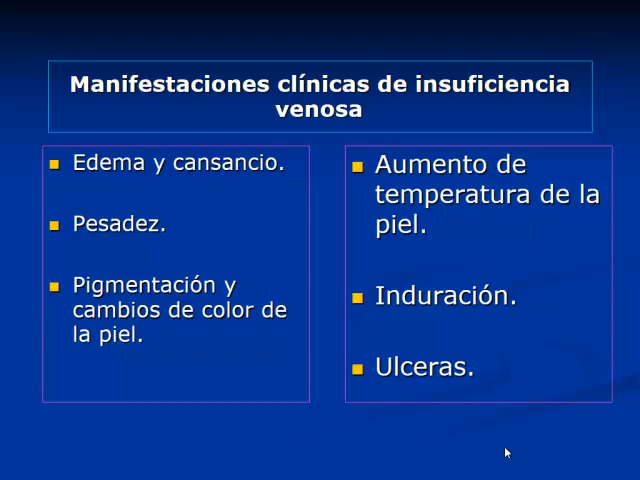 Manifestaciones clínicas de insuficiencia
venosa
Edema y cansancio.
Pesadez.
Pigmentación y
cambios de color de
la piel.
Aumento de
temperatura de la
piel.
Induración.
Ulceras.